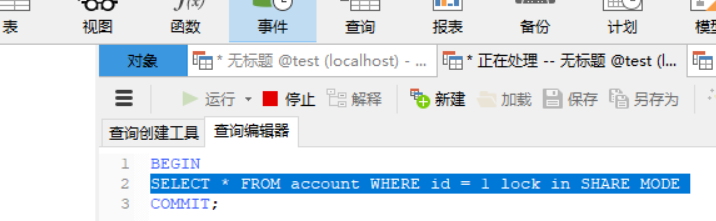 表 视图 函数 事件 查询 报表 备份 计划
对象 * 无标题 @test (localhost) - ... * 正在处理 -- 无标题 @test (l...
运行 停止 解释 新建 加载 保存 另存为
查询创建工具 查询编辑器
1 BEGIN
2 SELECT * FROM account WHERE id = 1 lock in SHARE MODE
3 COMMIT;